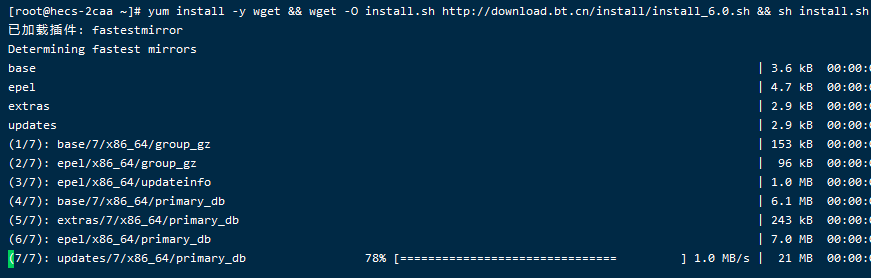 [root@hecs-2caa ~]# yum install -y wget && wget -O install.sh http://download.bt.cn/install/install_6.0.sh && sh install.sh
已加载插件: fastestmirror
Determining fastest mirrors
base | 3.6 kB 00:00:0
epel | 4.7 kB 00:00:0
extras | 2.9 kB 00:00:0
updates | 2.9 kB 00:00:0
(1/7): base/7/x86_64/group_gz | 153 kB 00:00:0
(2/7): epel/x86_64/group_gz | 96 kB 00:00:0
(3/7): epel/x86_64/updateinfo | 1.0 MB 00:00:0
(4/7): base/7/x86_64/primary_db | 6.1 MB 00:00:0
(5/7): extras/7/x86_64/primary_db | 243 kB 00:00:0
(6/7): epel/x86_64/primary_db | 7.0 MB 00:00:0
(7/7): updates/7/x86_64/primary_db 78% [=============================== ] 1.0 MB/s | 21 MB 00:00:0